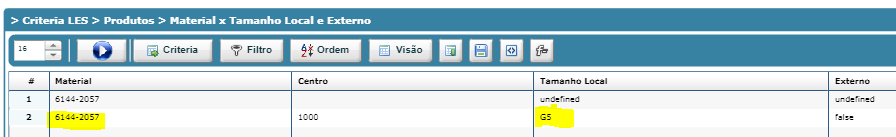 > Criteria LES > Produtos > Material x Tamanho Local e Externo
16 Criteria Filtro Ordem Visão
# Material Centro Tamanho Local Externo
1 6144-2057 undefined undefined
2 6144-2057 1000 G5 false